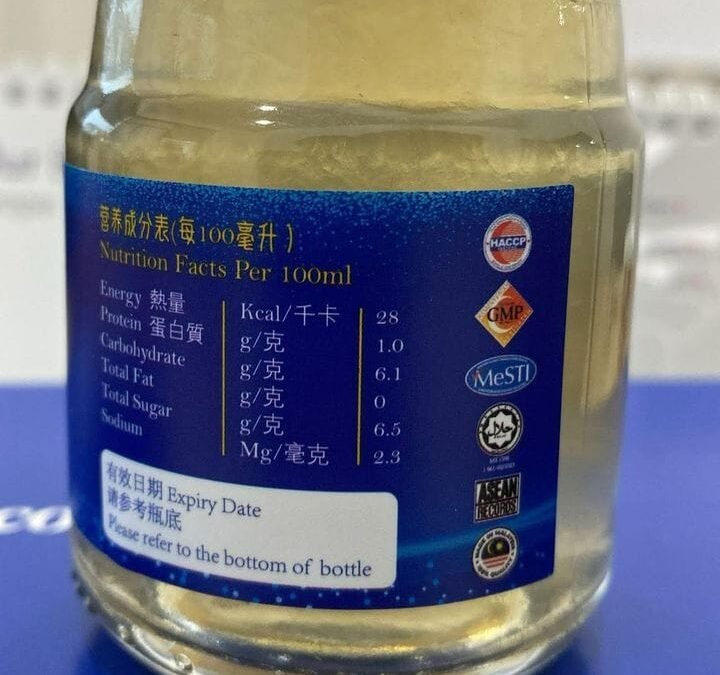 营养成分表(每100毫升)
Nutrition Facts Per 100ml
Energy 熱量 Kcal/千卡 28
Protein 蛋白質 g/克 1.0
Carbohydrate g/克 6.1
Total Fat g/克 0
Total Sugar g/克 6.5
Sodium Mg/毫克 2.3
有效日期 Expiry Date
请参考瓶底
Please refer to the bottom of bottle
HACCP
GMP
MeSTI
حلال
ASEAN
RECORDS